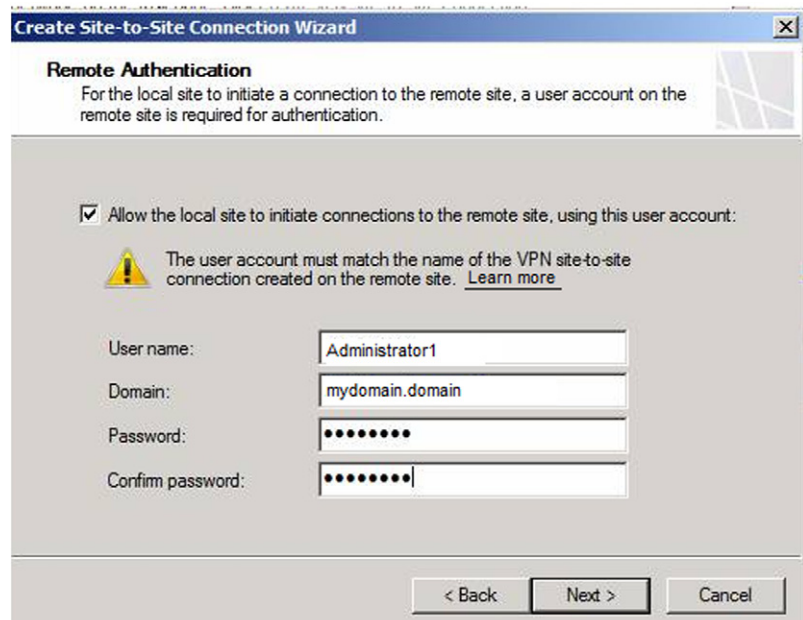 Create Site-to-Site Connection Wizard
Remote Authentication
For the local site to initiate a connection to the remote site, a user account on the
remote site is required for authentication.
Allow the local site to initiate connections to the remote site, using this user account:
The user account must match the name of the VPN site-to-site
connection created on the remote site. Learn more
User name: Administrator1
Domain: mydomain.domain
Password: ●●●●●●●●
Confirm password: ●●●●●●●●
< Back Next > Cancel